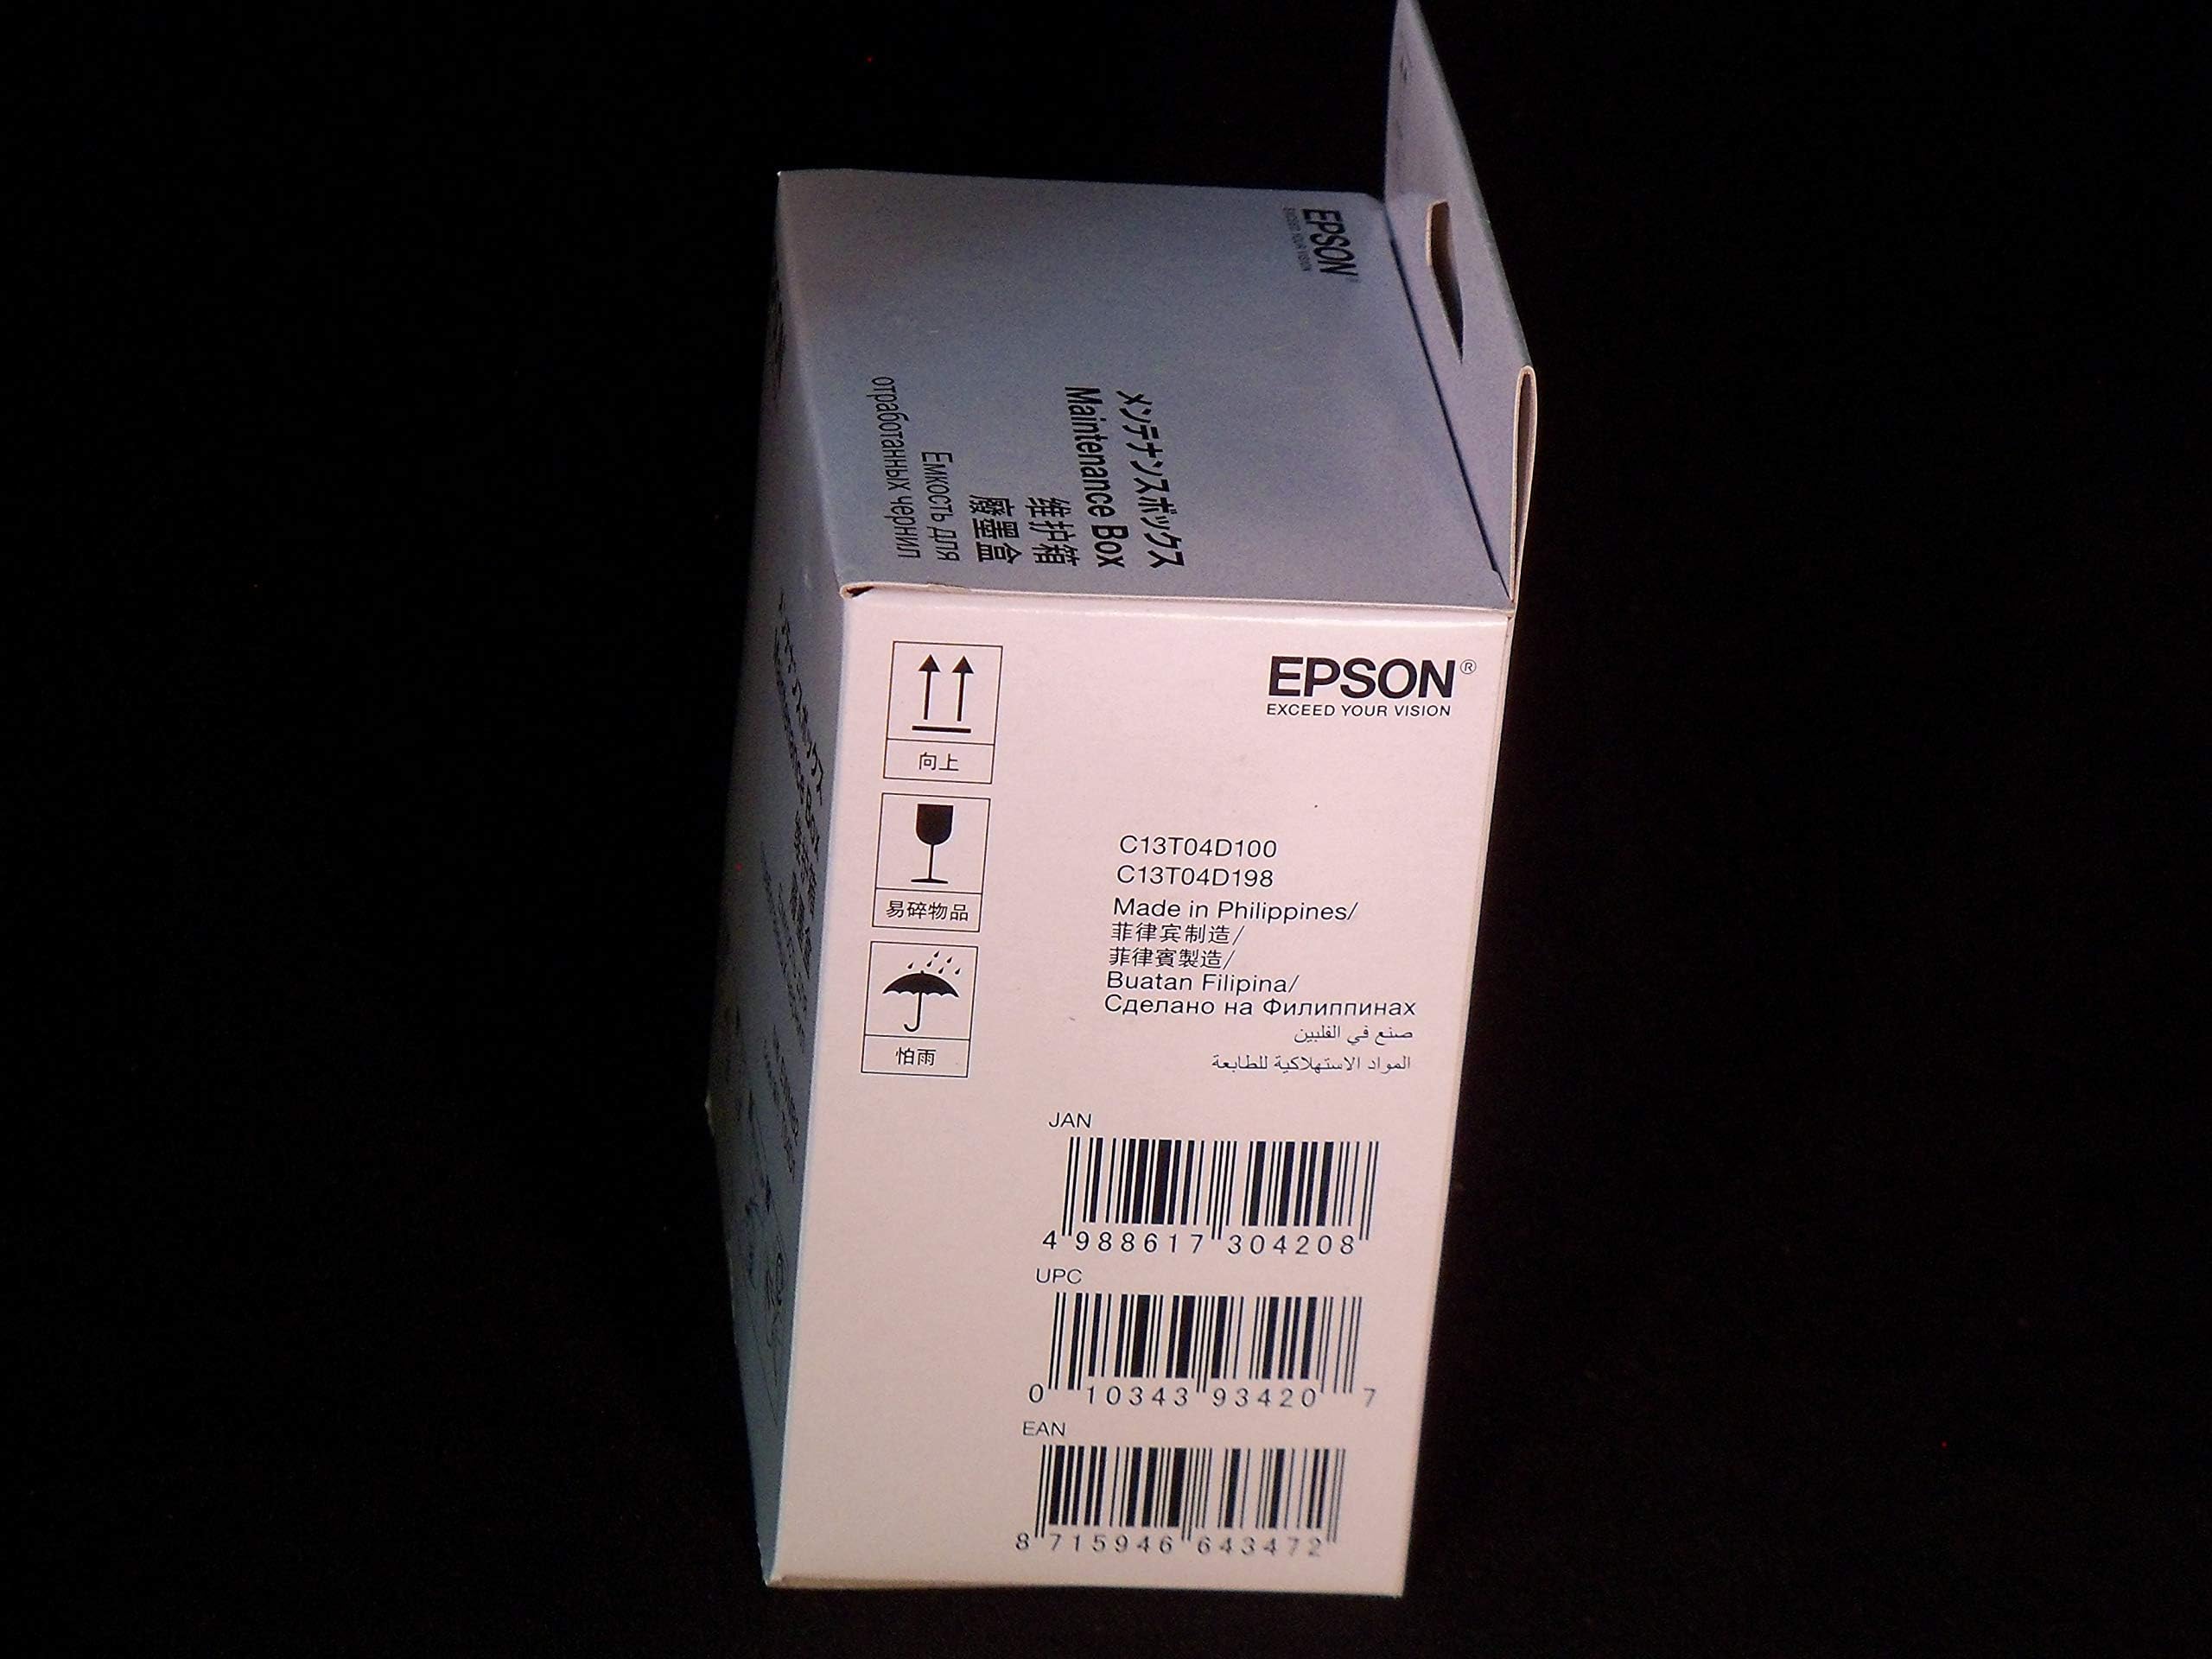 EPSON
EXCEED YOUR VISION
メンテナンスボックス
Maintenance Box
维护箱
廢墨盒
Емкость для
отработанных чернил
EPSON®
EXCEED YOUR VISION
向上
易碎物品
怕雨
C13T04D100
C13T04D198
Made in Philippines/
菲律宾制造/
菲律賓製造/
Buatan Filipina/
Сделано на Филиппинах
صنع في الفلبين
المواد الاستهلاكية للطابعة
JAN
4 988617 304208
UPC
0 10343 93420 7
EAN
8 715946 643472